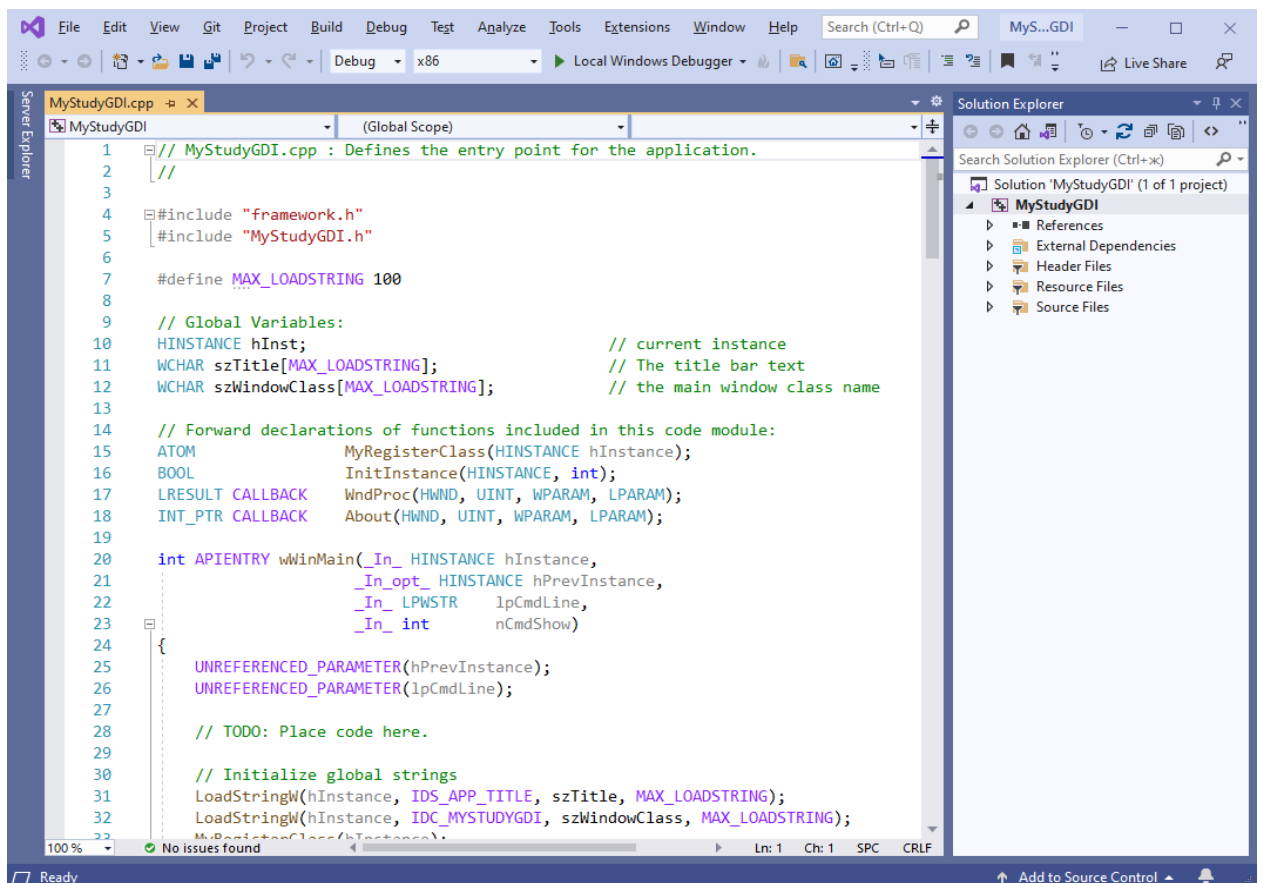 File Edit View Git Project Build Debug Test Analyze Tools Extensions Window Help Search (Ctrl+Q) MyS...GDI
Debug x86 Local Windows Debugger Live Share
Server Explorer
MyStudyGDI.cpp
MyStudyGDI (Global Scope)
1 // MyStudyGDI.cpp : Defines the entry point for the application.
2 //
3
4 #include "framework.h"
5 #include "MyStudyGDI.h"
6
7 #define MAX_LOADSTRING 100
8
9 // Global Variables:
10 HINSTANCE hInst; // current instance
11 WCHAR szTitle[MAX_LOADSTRING]; // The title bar text
12 WCHAR szWindowClass[MAX_LOADSTRING]; // the main window class name
13
14 // Forward declarations of functions included in this code module:
15 ATOM MyRegisterClass(HINSTANCE hInstance);
16 BOOL InitInstance(HINSTANCE, int);
17 LRESULT CALLBACK WndProc(HWND, UINT, WPARAM, LPARAM);
18 INT_PTR CALLBACK About(HWND, UINT, WPARAM, LPARAM);
19
20 int APIENTRY wWinMain(_In_ HINSTANCE hInstance,
21 _In_opt_ HINSTANCE hPrevInstance,
22 _In_ LPWSTR lpCmdLine,
23 _In_ int nCmdShow)
24 {
25 UNREFERENCED_PARAMETER(hPrevInstance);
26 UNREFERENCED_PARAMETER(lpCmdLine);
27
28 // TODO: Place code here.
29
30 // Initialize global strings
31 LoadStringW(hInstance, IDS_APP_TITLE, szTitle, MAX_LOADSTRING);
32 LoadStringW(hInstance, IDC_MYSTUDYGDI, szWindowClass, MAX_LOADSTRING);
33 MyRegisterClass(hInstance);
100 % No issues found Ln: 1 Ch: 1 SPC CRLF
Solution Explorer
Search Solution Explorer (Ctrl+ж)
Solution 'MyStudyGDI' (1 of 1 project)
MyStudyGDI
References
External Dependencies
Header Files
Resource Files
Source Files
Ready Add to Source Control